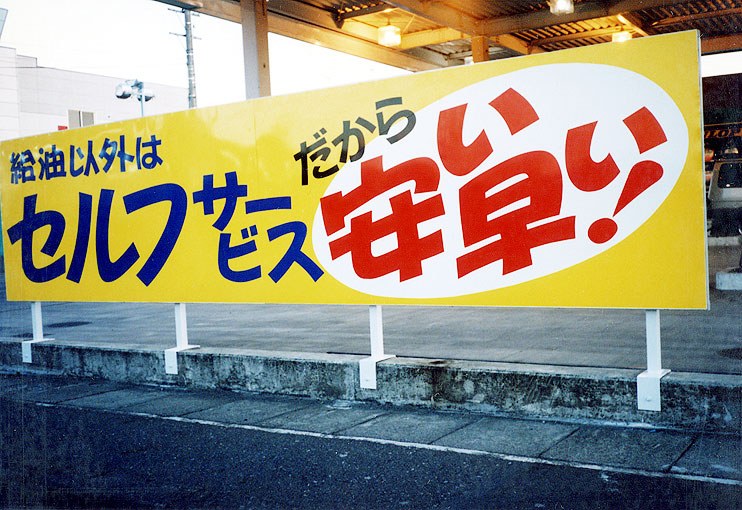 給油以外は
セルフサービス
だから
安い早い!